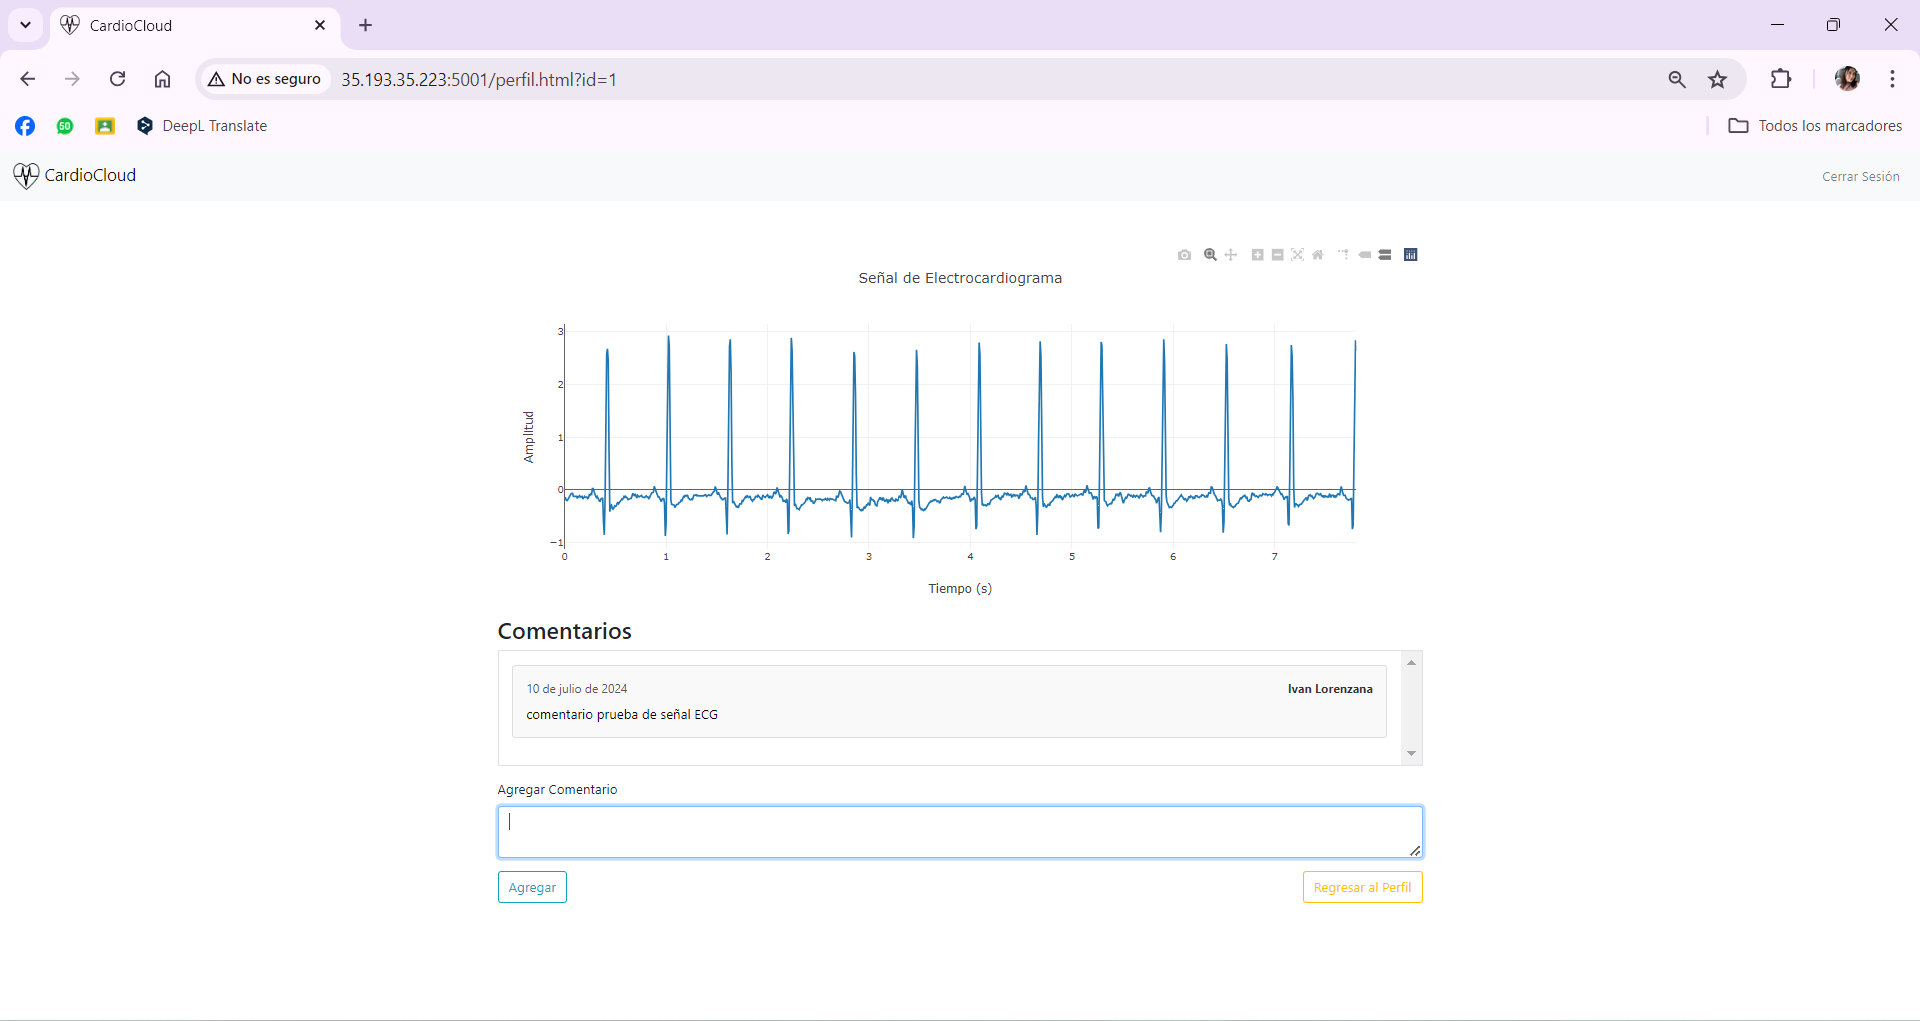 CardioCloud
No es seguro
35.193.35.223:5001/perfil.html?id=1
50
DeepL Translate
Todos los marcadores
CardioCloud
Cerrar Sesión
Señal de Electrocardiograma
3
2
1
0
−1
Amplitud
0 1 2 3 4 5 6 7
Tiempo (s)
Comentarios
10 de julio de 2024 Ivan Lorenzana
comentario prueba de señal ECG
Agregar Comentario
Agregar Regresar al Perfil